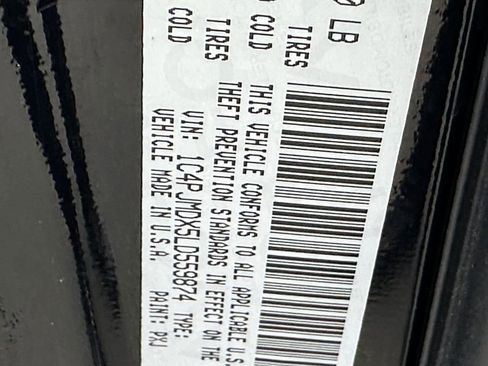 LB
TIRES
COLD
TIRES
COLD
THIS VEHICLE CONFORMS TO ALL APPLICABLE U.S.
THEFT PREVENTION STANDARDS IN EFFECT ON THE
VIN: 1C4PJMDX5LD559874 TYPE:
VEHICLE MADE IN U.S.A. PAINT: PXJ